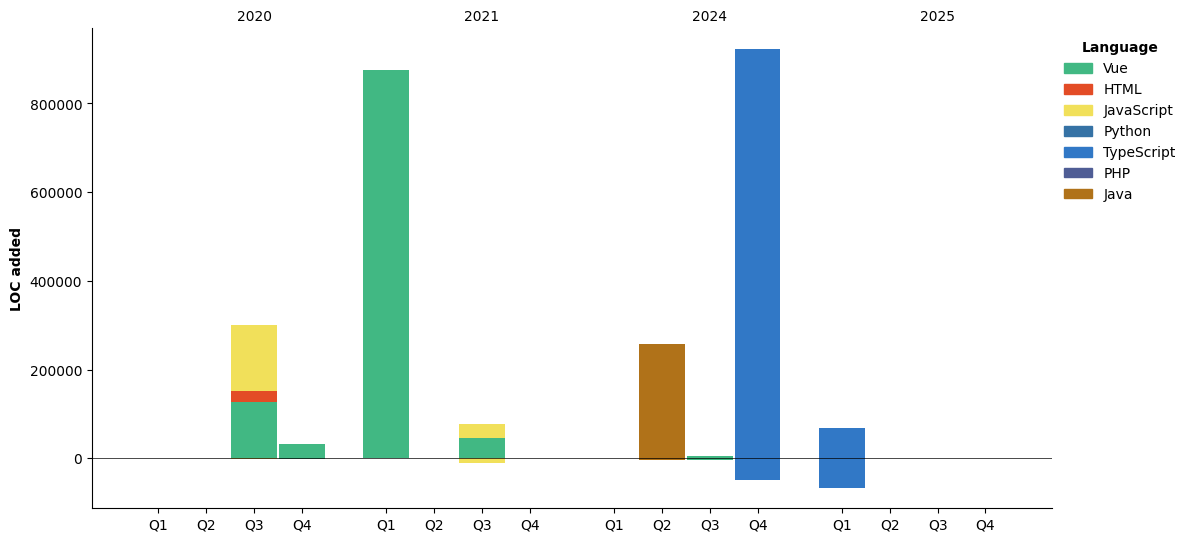 2020 2021 2024 2025
Language
Vue
HTML
JavaScript
Python
TypeScript
PHP
Java
LOC added
800000
600000
400000
200000
0
Q1 Q2 Q3 Q4 Q1 Q2 Q3 Q4 Q1 Q2 Q3 Q4 Q1 Q2 Q3 Q4